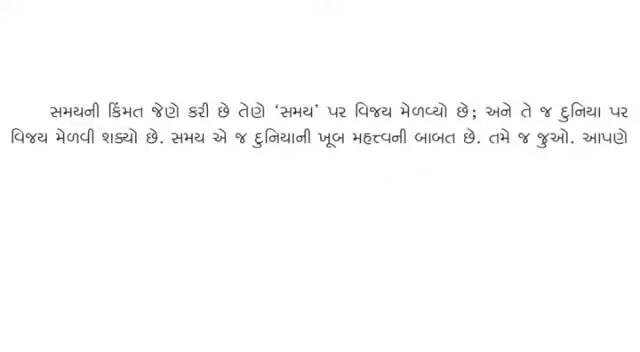 સમયની કિંમત જેણે કરી છે તેણે ‘સમય’ પર વિજય મેળવ્યો છે; અને તે જ દુનિયા પર
વિજય મેળવી શક્યો છે. સમય એ જ દુનિયાની ખૂબ મહત્ત્વની બાબત છે. તમે જ જુઓ. આપણે